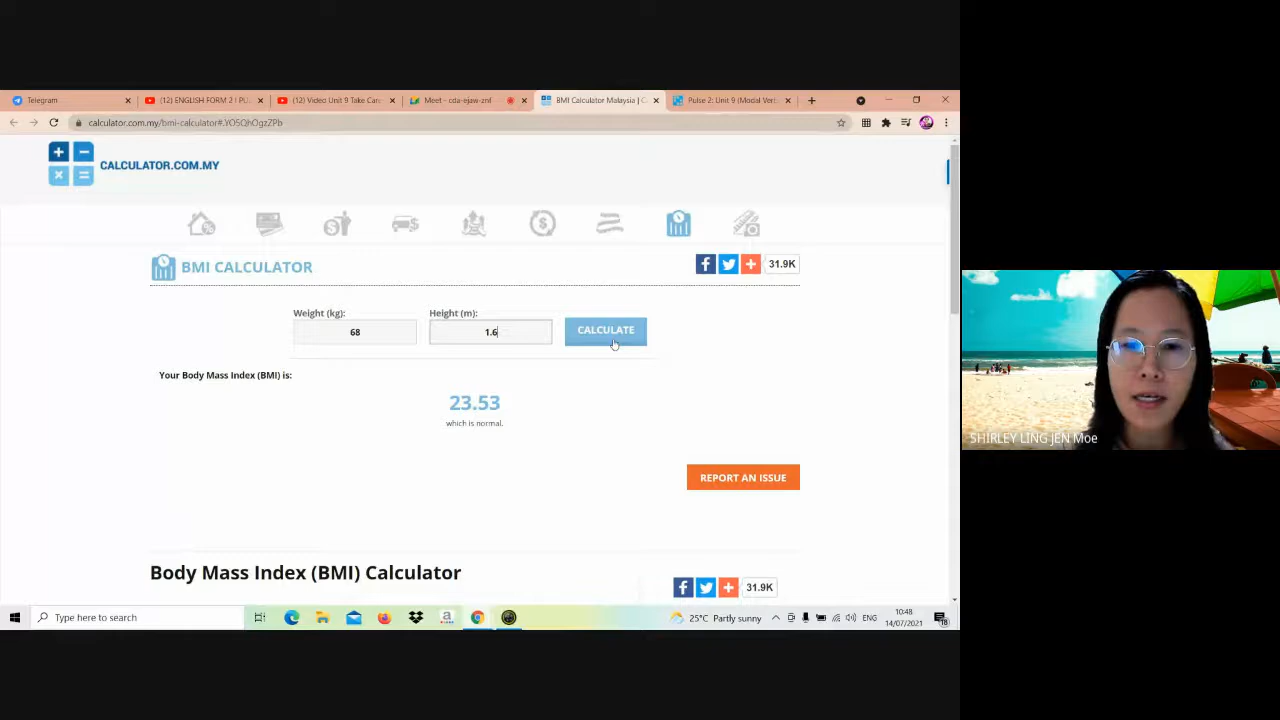 Telegram
(12) ENGLISH FORM 2 | PU
(12) Video Unit 9 Take Car
Meet – cda-ejaw-znf
BMI Calculator Malaysia | C
Pulse 2: Unit 9 (Modal Verb
calculator.com.my/bmi-calculator#.YO5QhOgzZPb
CALCULATOR.COM.MY
BMI CALCULATOR
31.9K
Weight (kg):
Height (m):
68
1.6
CALCULATE
Your Body Mass Index (BMI) is:
23.53
which is normal.
SHIRLEY LING JEN Moe
REPORT AN ISSUE
Body Mass Index (BMI) Calculator
31.9K
Type here to search
25°C Partly sunny
ENG
10:48
14/07/2021